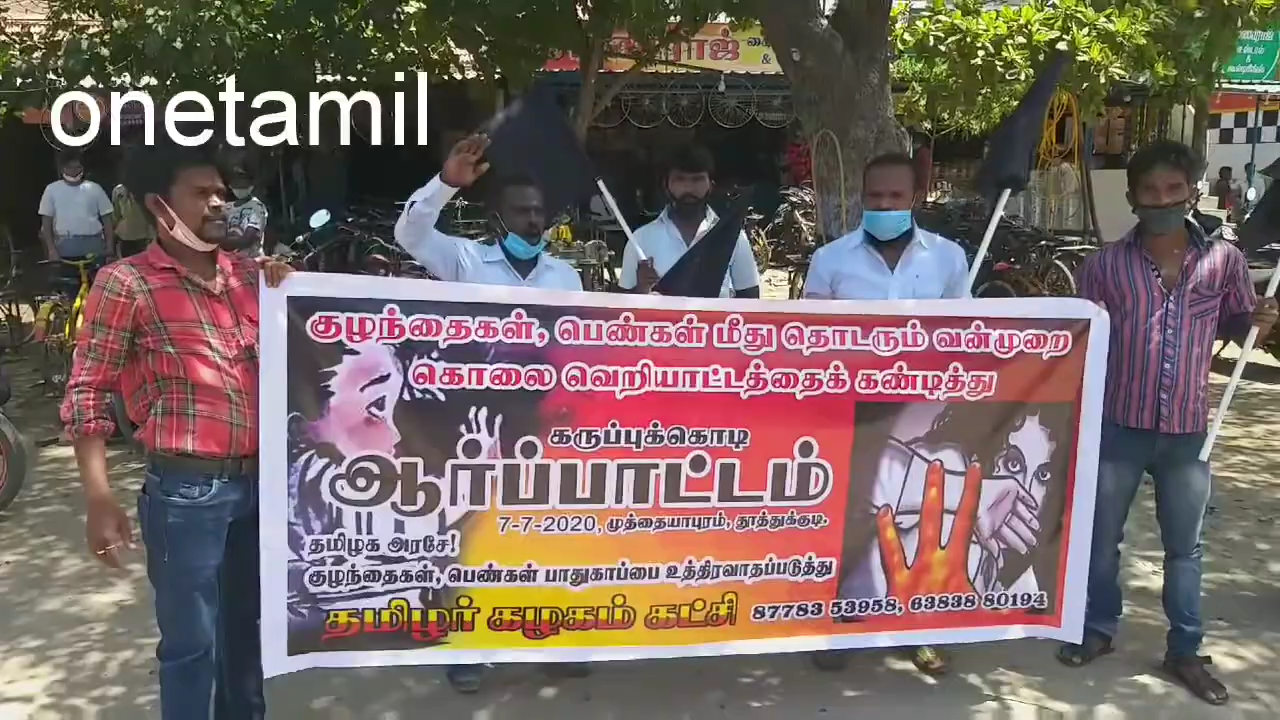 onetamil
குழந்தைகள், பெண்கள் மீது தொடரும் வன்முறை
கொலை வெறியாட்டத்தைக் கண்டித்து
கருப்புக்கொடி
ஆர்ப்பாட்டம்
7-7-2020, முத்தையாபுரம், தூத்துக்குடி.
தமிழக அரசே!
குழந்தைகள், பெண்கள் பாதுகாப்பை உத்திரவாதப்படுத்து
தமிழர் கழகம் கட்சி 87783 53958, 63838 80194